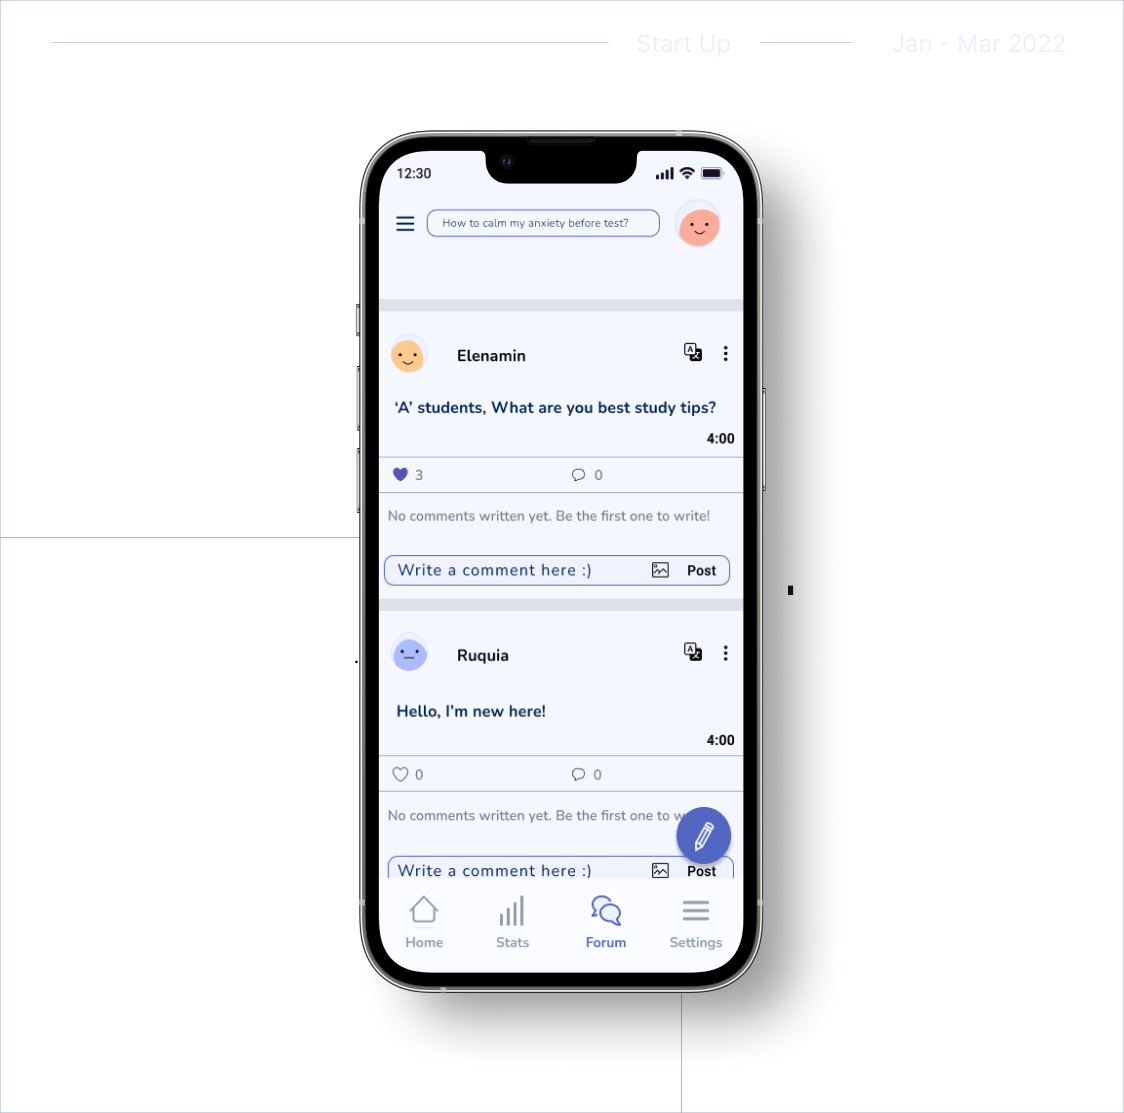 Start Up
Jan - Mar 2022
12:30
How to calm my anxiety before test?
Elenamin
‘A’ students, What are you best study tips?
4:00
3
0
No comments written yet. Be the first one to write!
Write a comment here :)
Post
Ruquia
Hello, I’m new here!
4:00
0
0
No comments written yet. Be the first one to w
Write a comment here :)
Post
Home
Stats
Forum
Settings